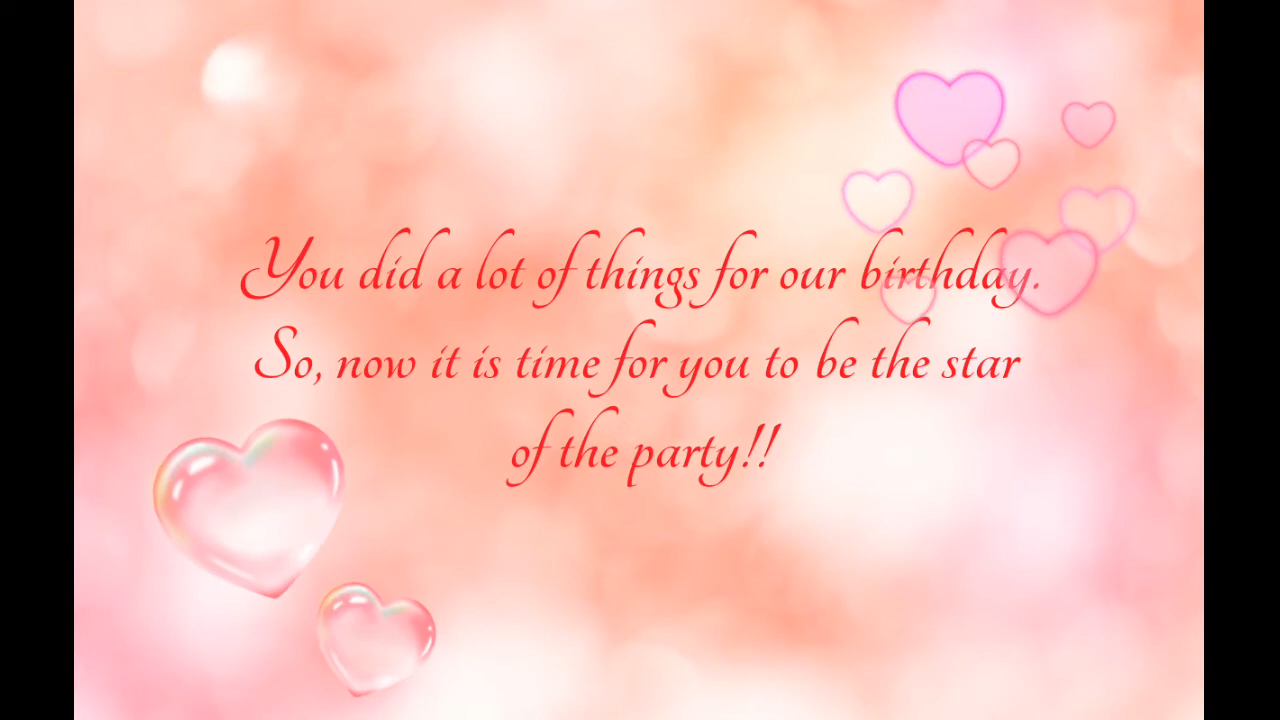 You did a lot of things for our birthday.
So, now it is time for you to be the star
of the party!!